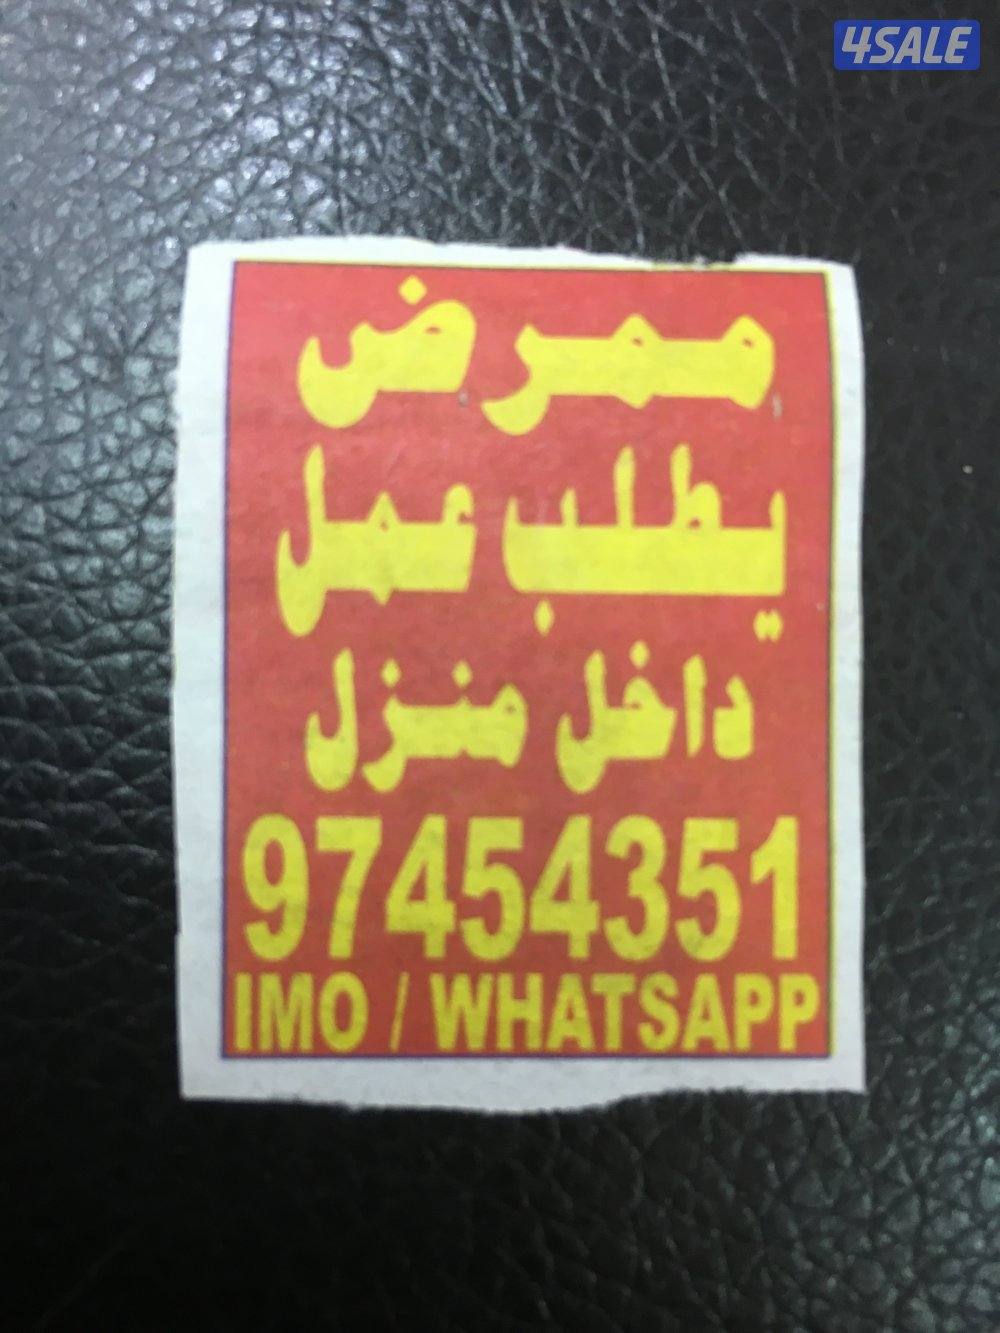 4SALE
ممرض
يطلب عمل
داخل منزل
97454351
IMO / WHATSAPP